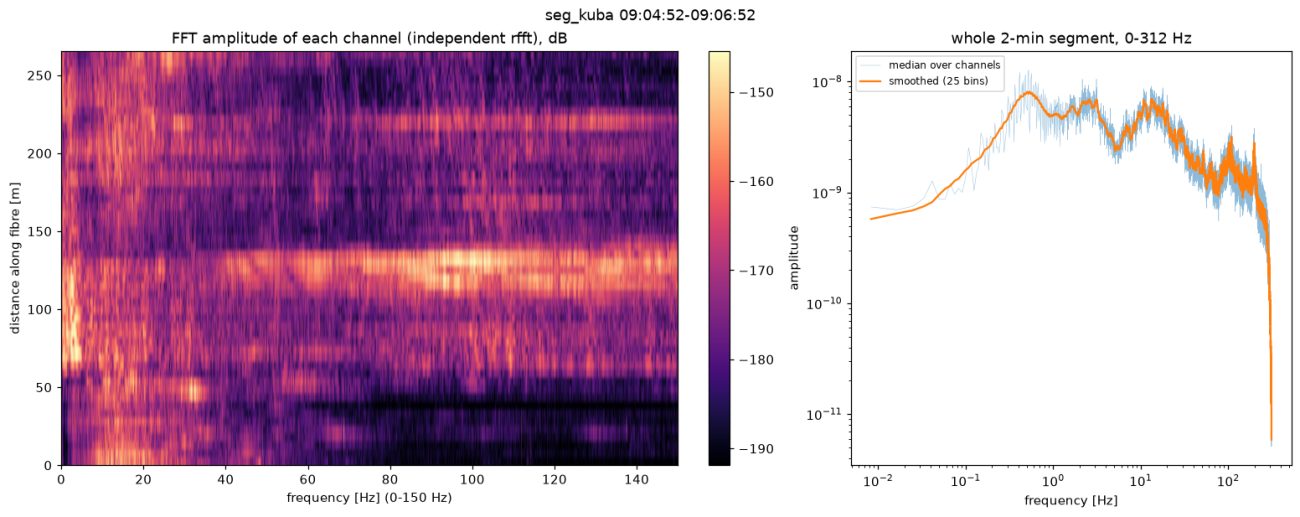 seg_kuba 09:04:52-09:06:52
FFT amplitude of each channel (independent rfft), dB
250
200
150
100
50
0
distance along fibre [m]
0 20 40 60 80 100 120 140
frequency [Hz] (0-150 Hz)
−150
−160
−170
−180
−190
whole 2-min segment, 0-312 Hz
median over channels
smoothed (25 bins)
10⁻⁸
10⁻⁹
10⁻¹⁰
10⁻¹¹
amplitude
10⁻² 10⁻¹ 10⁰ 10¹ 10²
frequency [Hz]